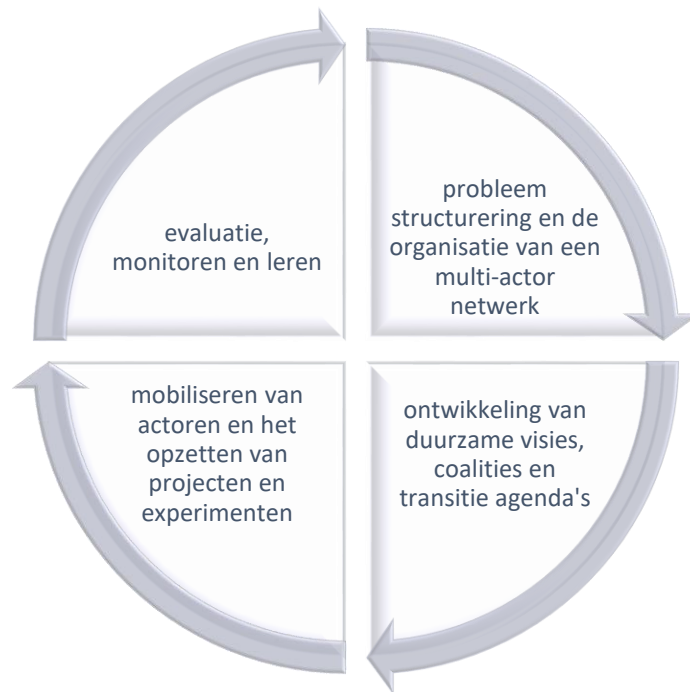 evaluatie,
monitoren en leren
probleem
structurering en de
organisatie van een
multi-actor
netwerk
mobiliseren van
actoren en het
opzetten van
projecten en
experimenten
ontwikkeling van
duurzame visies,
coalities en
transitie agenda's